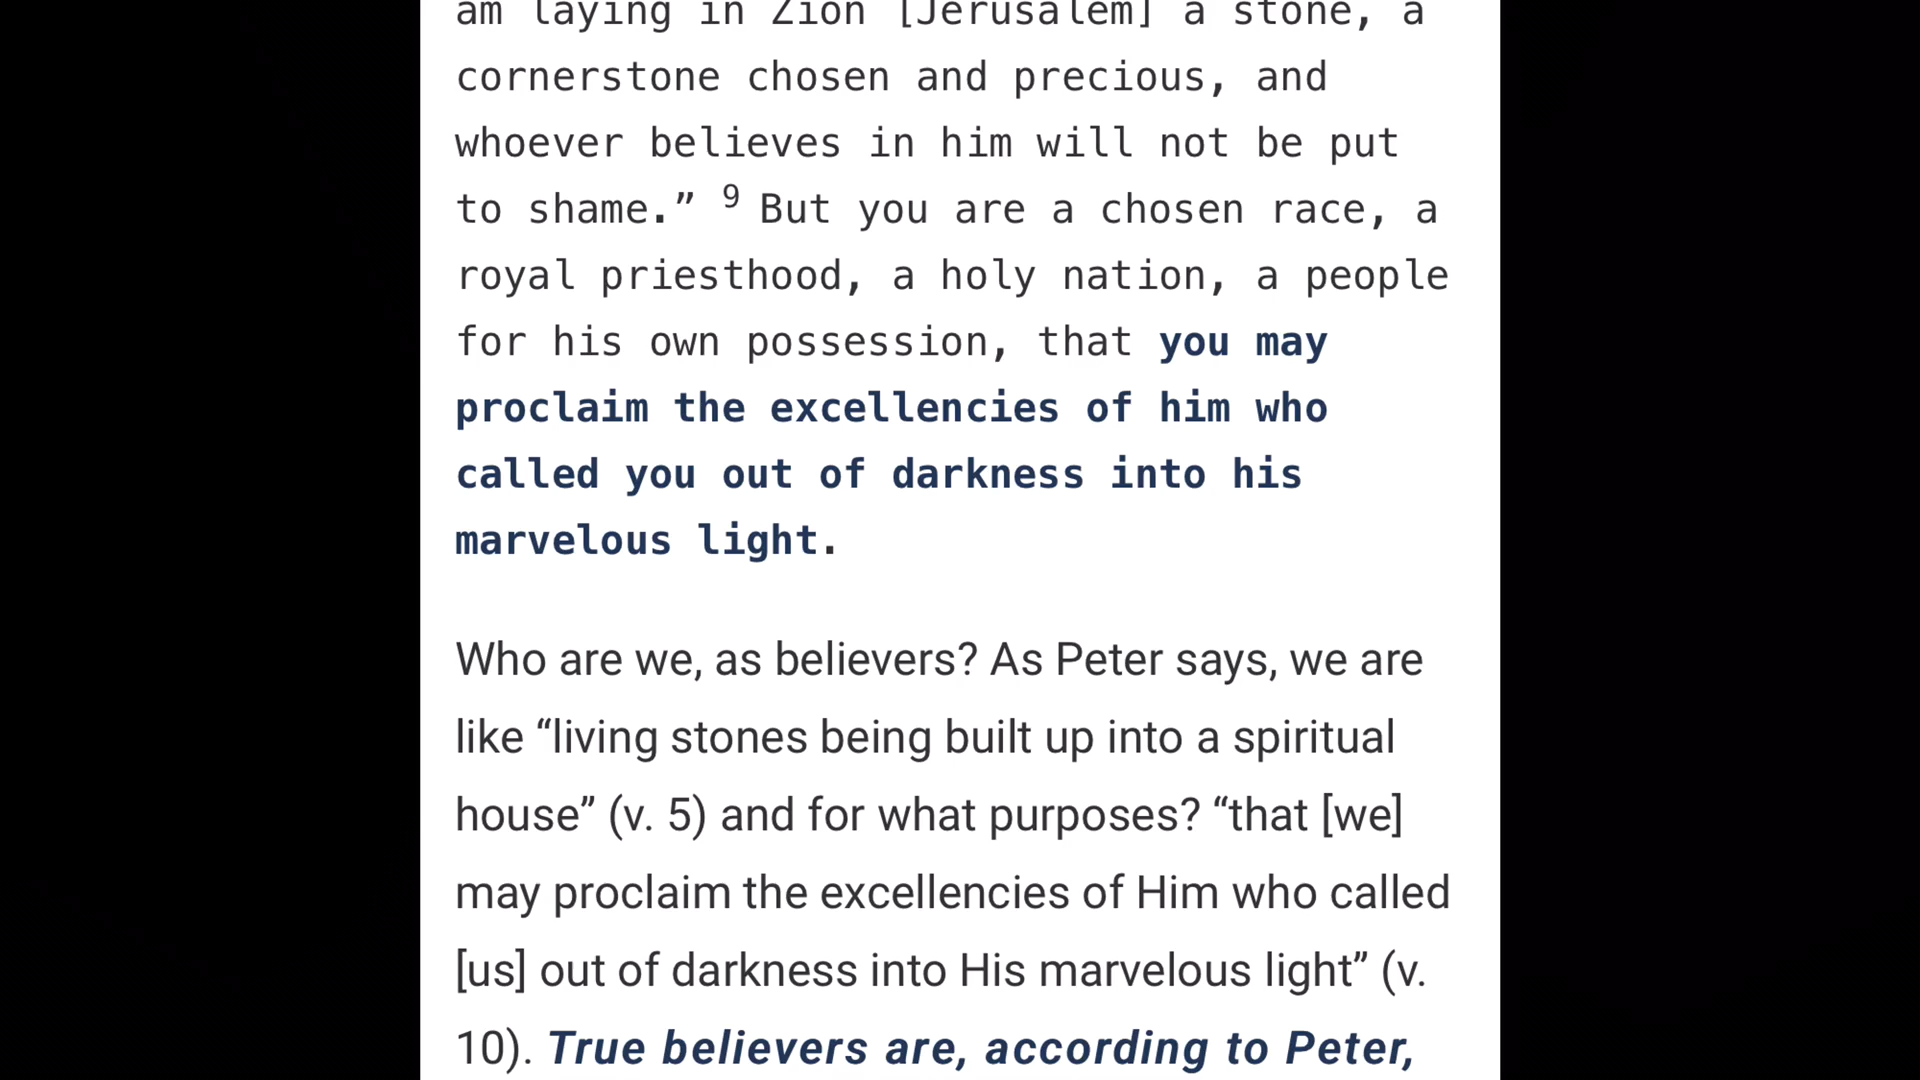 am laying in Zion [Jerusalem] a stone, a
cornerstone chosen and precious, and
whoever believes in him will not be put
to shame.” 9 But you are a chosen race, a
royal priesthood, a holy nation, a people
for his own possession, that you may
proclaim the excellencies of him who
called you out of darkness into his
marvelous light.
Who are we, as believers? As Peter says, we are
like “living stones being built up into a spiritual
house” (v. 5) and for what purposes? “that [we]
may proclaim the excellencies of Him who called
[us] out of darkness into His marvelous light” (v.
10). True believers are, according to Peter,